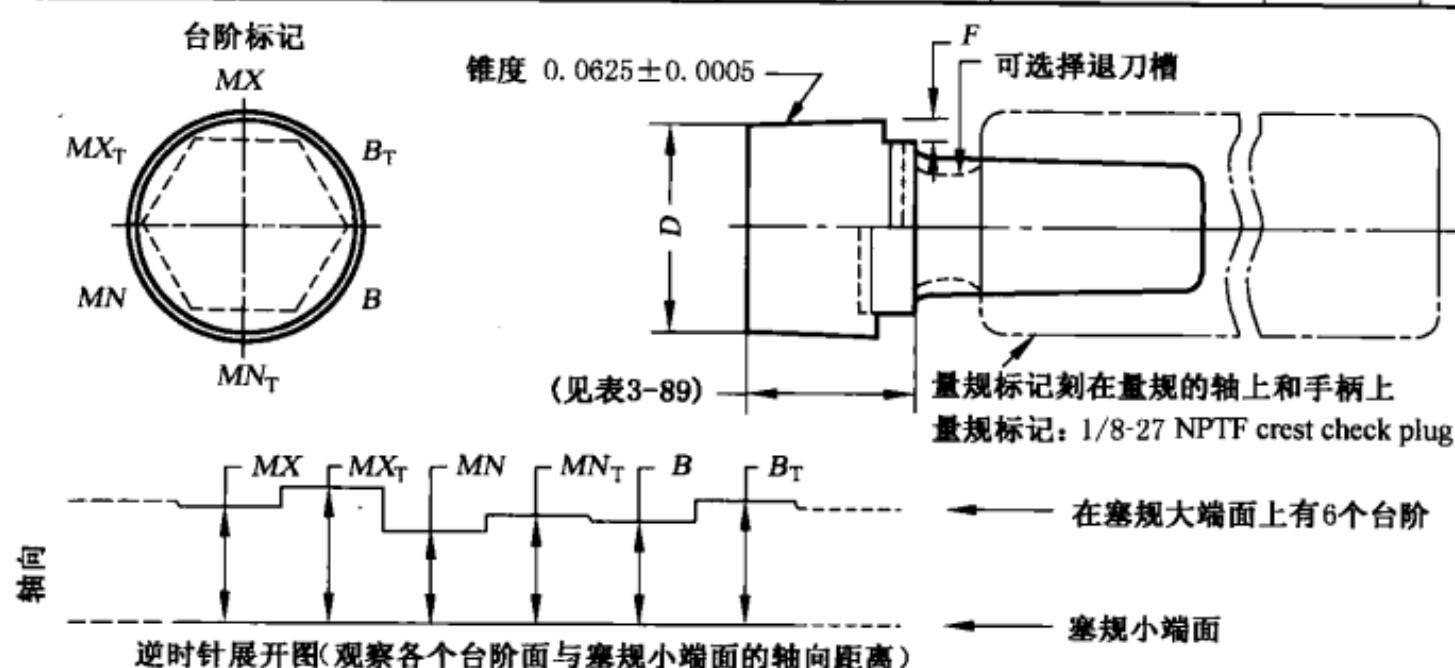 台阶标记
MX
MX_T
B_T
MN
B
MN_T
锥度 0.0625±0.0005
F
可选择退刀槽
D
(见表3-89)
量规标记刻在量规的轴上和手柄上
量规标记：1/8-27 NPTF crest check plug
MX MX_T MN MN_T B B_T
在塞规大端面上有6个台阶
轴向
塞规小端面
逆时针展开图(观察各个台阶面与塞规小端面的轴向距离)